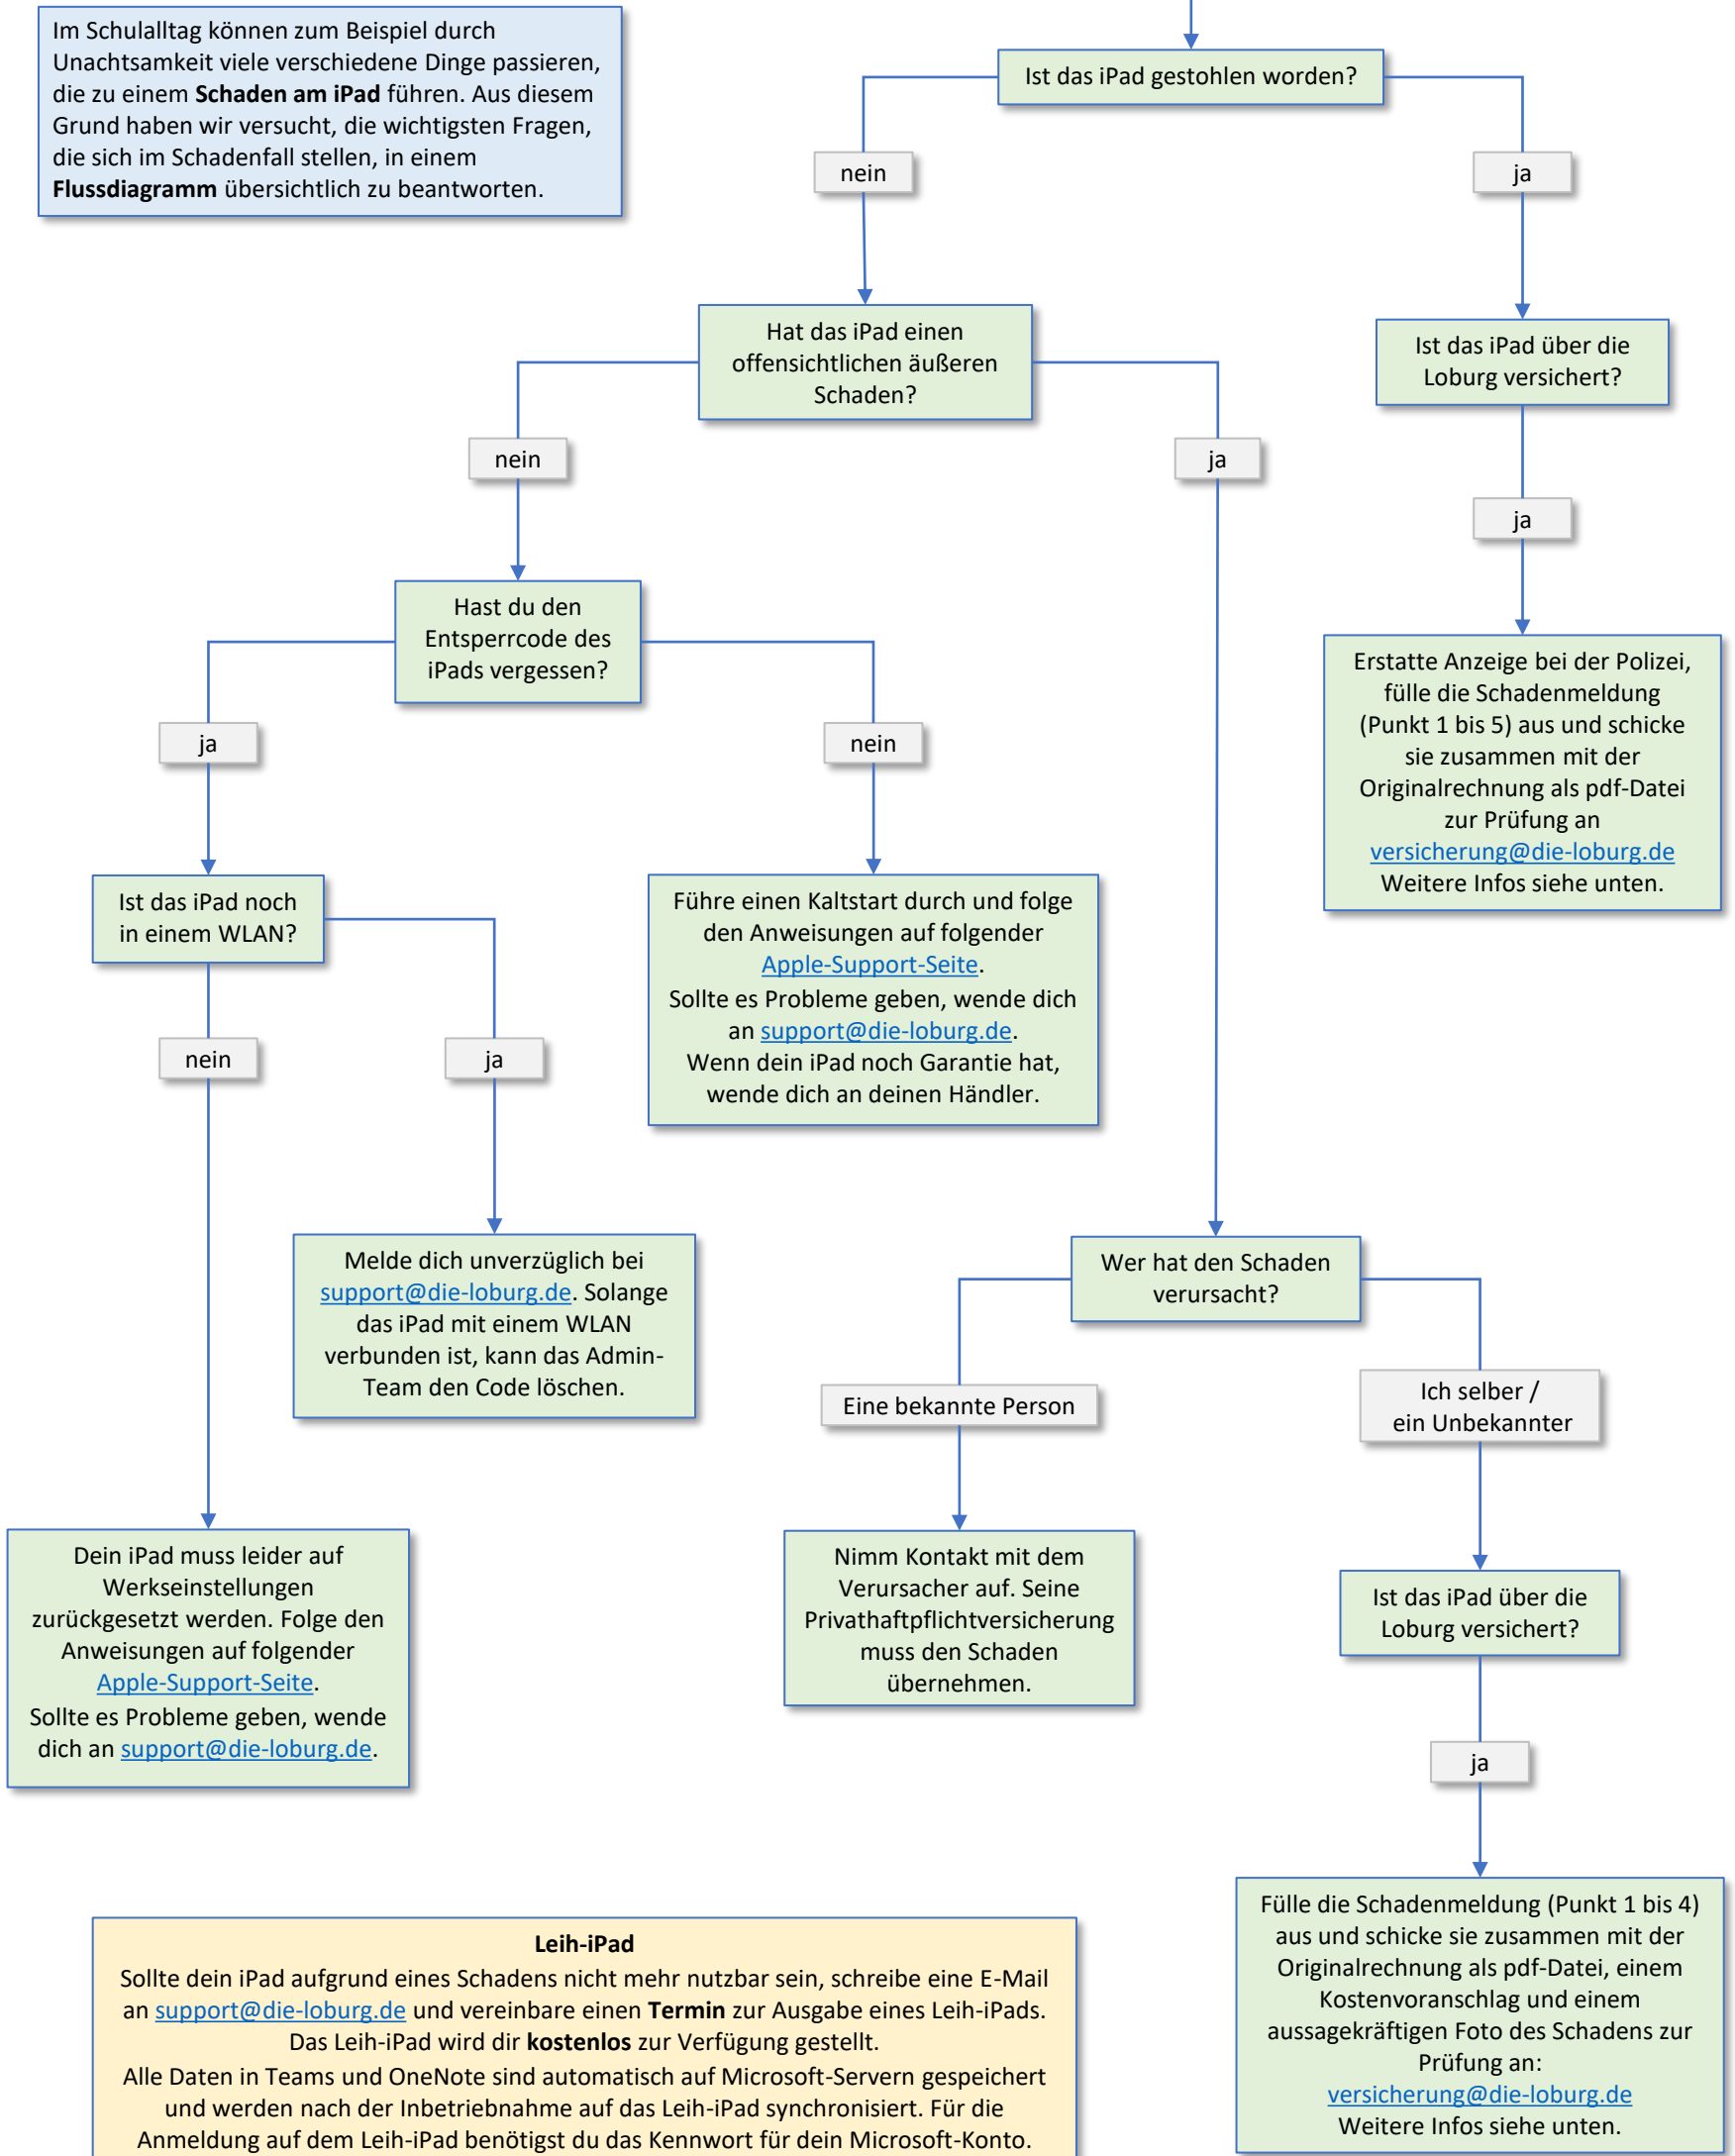 Im Schulalltag können zum Beispiel durch
Unachtsamkeit viele verschiedene Dinge passieren,
die zu einem Schaden am iPad führen. Aus diesem
Grund haben wir versucht, die wichtigsten Fragen,
die sich im Schadenfall stellen, in einem
Flussdiagramm übersichtlich zu beantworten.
Ist das iPad gestohlen worden?
nein
ja
Hat das iPad einen
offensichtlichen äußeren
Schaden?
Ist das iPad über die
Loburg versichert?
nein
ja
ja
Hast du den
Entsperrcode des
iPads vergessen?
Erstatte Anzeige bei der Polizei,
fülle die Schadenmeldung
(Punkt 1 bis 5) aus und schicke
sie zusammen mit der
Originalrechnung als pdf-Datei
zur Prüfung an
versicherung@die-loburg.de
Weitere Infos siehe unten.
ja
nein
Ist das iPad noch
in einem WLAN?
Führe einen Kaltstart durch und folge
den Anweisungen auf folgender
Apple-Support-Seite.
Sollte es Probleme geben, wende dich
an support@die-loburg.de.
Wenn dein iPad noch Garantie hat,
wende dich an deinen Händler.
nein
ja
Melde dich unverzüglich bei
support@die-loburg.de. Solange
das iPad mit einem WLAN
verbunden ist, kann das Admin-
Team den Code löschen.
Wer hat den Schaden
verursacht?
Eine bekannte Person
Ich selber /
ein Unbekannter
Dein iPad muss leider auf
Werkseinstellungen
zurückgesetzt werden. Folge den
Anweisungen auf folgender
Apple-Support-Seite.
Sollte es Probleme geben, wende
dich an support@die-loburg.de.
Nimm Kontakt mit dem
Verursacher auf. Seine
Privathaftpflichtversicherung
muss den Schaden
übernehmen.
Ist das iPad über die
Loburg versichert?
ja
Fülle die Schadenmeldung (Punkt 1 bis 4)
aus und schicke sie zusammen mit der
Originalrechnung als pdf-Datei, einem
Kostenvoranschlag und einem
aussagekräftigen Foto des Schadens zur
Prüfung an:
versicherung@die-loburg.de
Weitere Infos siehe unten.
Leih-iPad
Sollte dein iPad aufgrund eines Schadens nicht mehr nutzbar sein, schreibe eine E-Mail
an support@die-loburg.de und vereinbare einen Termin zur Ausgabe eines Leih-iPads.
Das Leih-iPad wird dir kostenlos zur Verfügung gestellt.
Alle Daten in Teams und OneNote sind automatisch auf Microsoft-Servern gespeichert
und werden nach der Inbetriebnahme auf das Leih-iPad synchronisiert. Für die
Anmeldung auf dem Leih-iPad benötigst du das Kennwort für dein Microsoft-Konto.